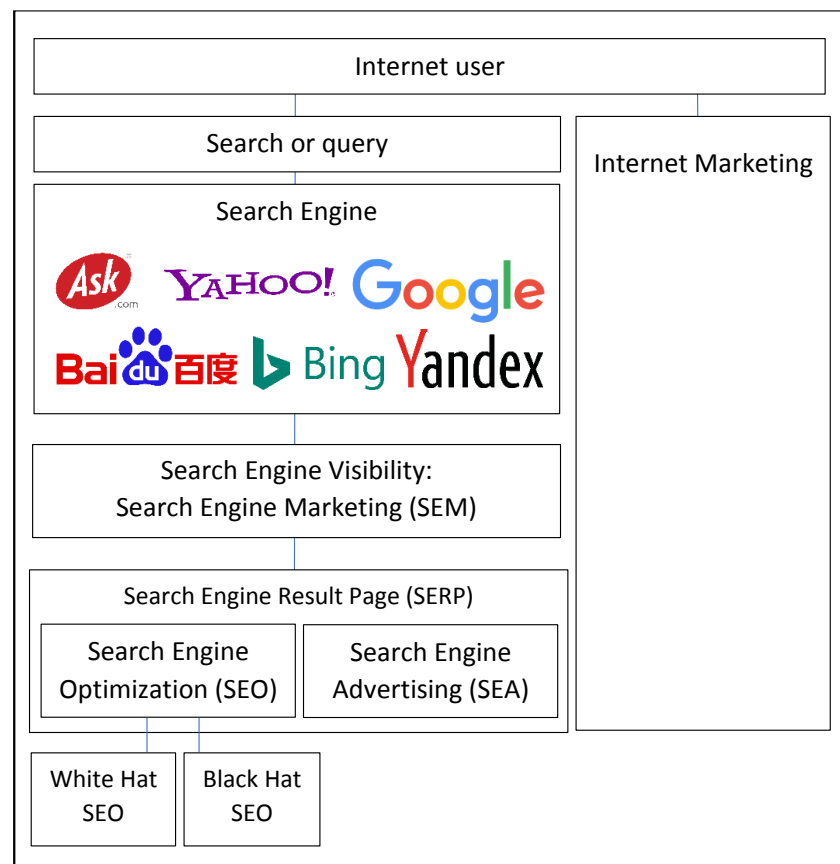 Internet user
Search or query
Internet Marketing
Search Engine
Ask
.com
YAHOO!
Google
Bai du 百度
Bing
Yandex
Search Engine Visibility:
Search Engine Marketing (SEM)
Search Engine Result Page (SERP)
Search Engine
Optimization (SEO)
Search Engine
Advertising (SEA)
White Hat
SEO
Black Hat
SEO